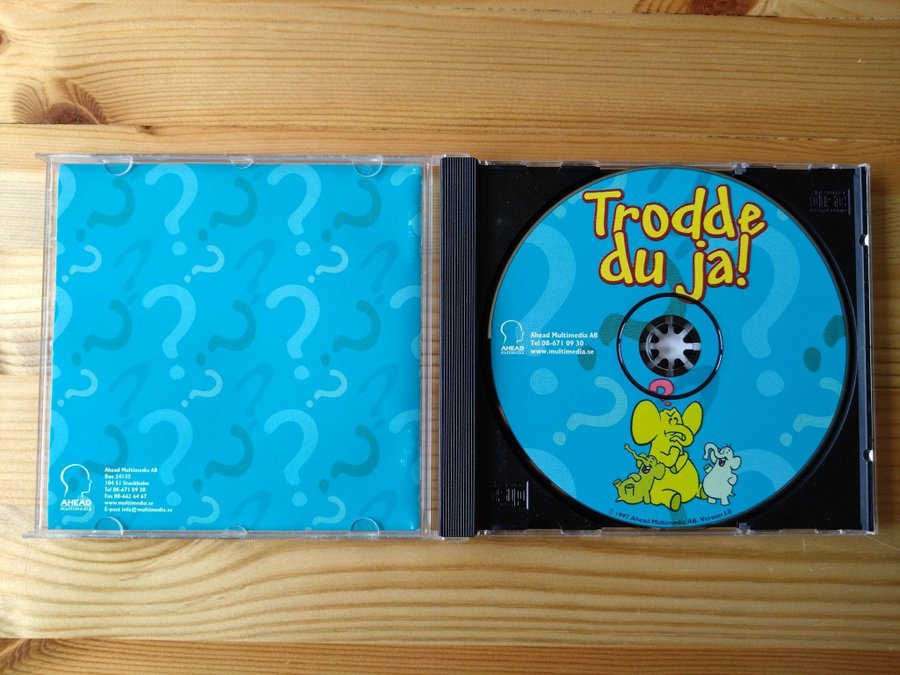 AHEAD
multimedia
Ahead Multimedia AB
Box 24135
104 51 Stockholm
Tel 08-671 09 30
Fax 08-662 64 67
www.multimedia.se
E-post info@multimedia.se
Trodde
du ja!
AHEAD
multimedia
Ahead Multimedia AB
Tel 08-671 09 30
www.multimedia.se
©1997 Ahead Multimedia AB. Version 1.0